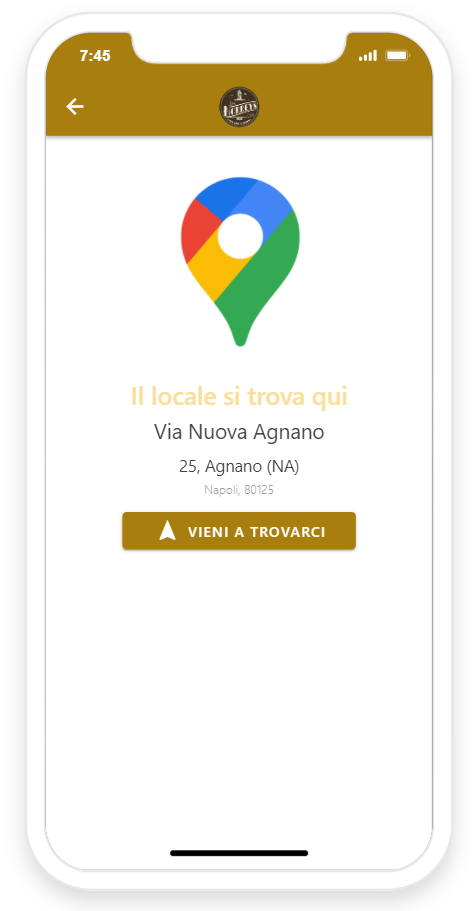 7:45
Il locale si trova qui
Via Nuova Agnano
25, Agnano (NA)
Napoli, 80125
VIENI A TROVARCI